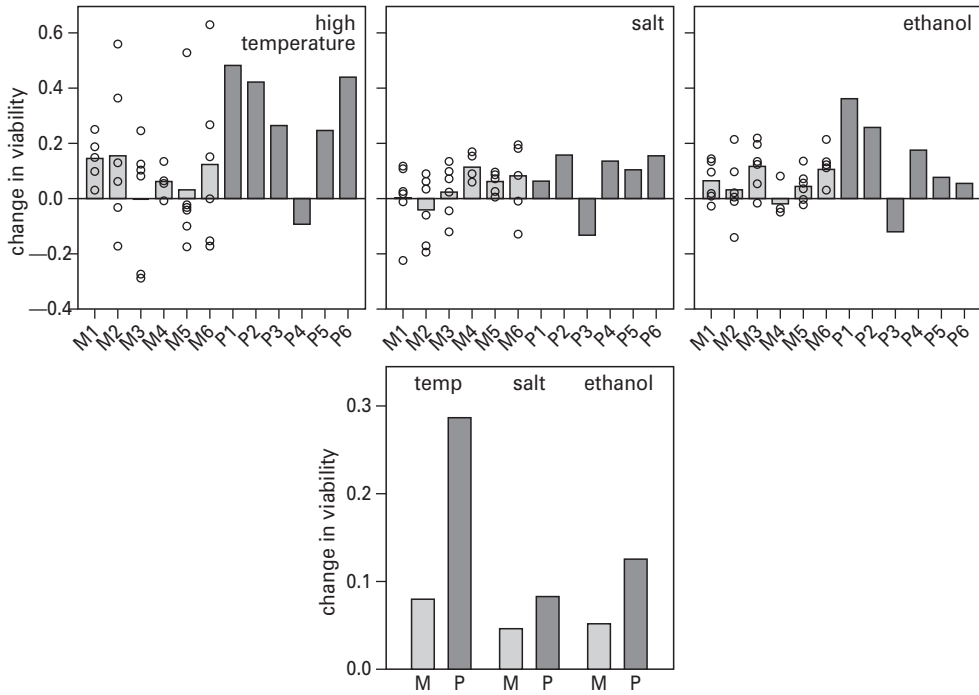 high
temperature
salt
ethanol
change in viability
0.6
0.4
0.2
0.0
—0.2
—0.4
M1 M2 M3 M4 M5 M6 P1 P2 P3 P4 P5 P6
M1 M2 M3 M4 M5 M6 P1 P2 P3 P4 P5 P6
M1 M2 M3 M4 M5 M6 P1 P2 P3 P4 P5 P6
temp salt ethanol
change in viability
0.3
0.2
0.1
0.0
M P M P M P